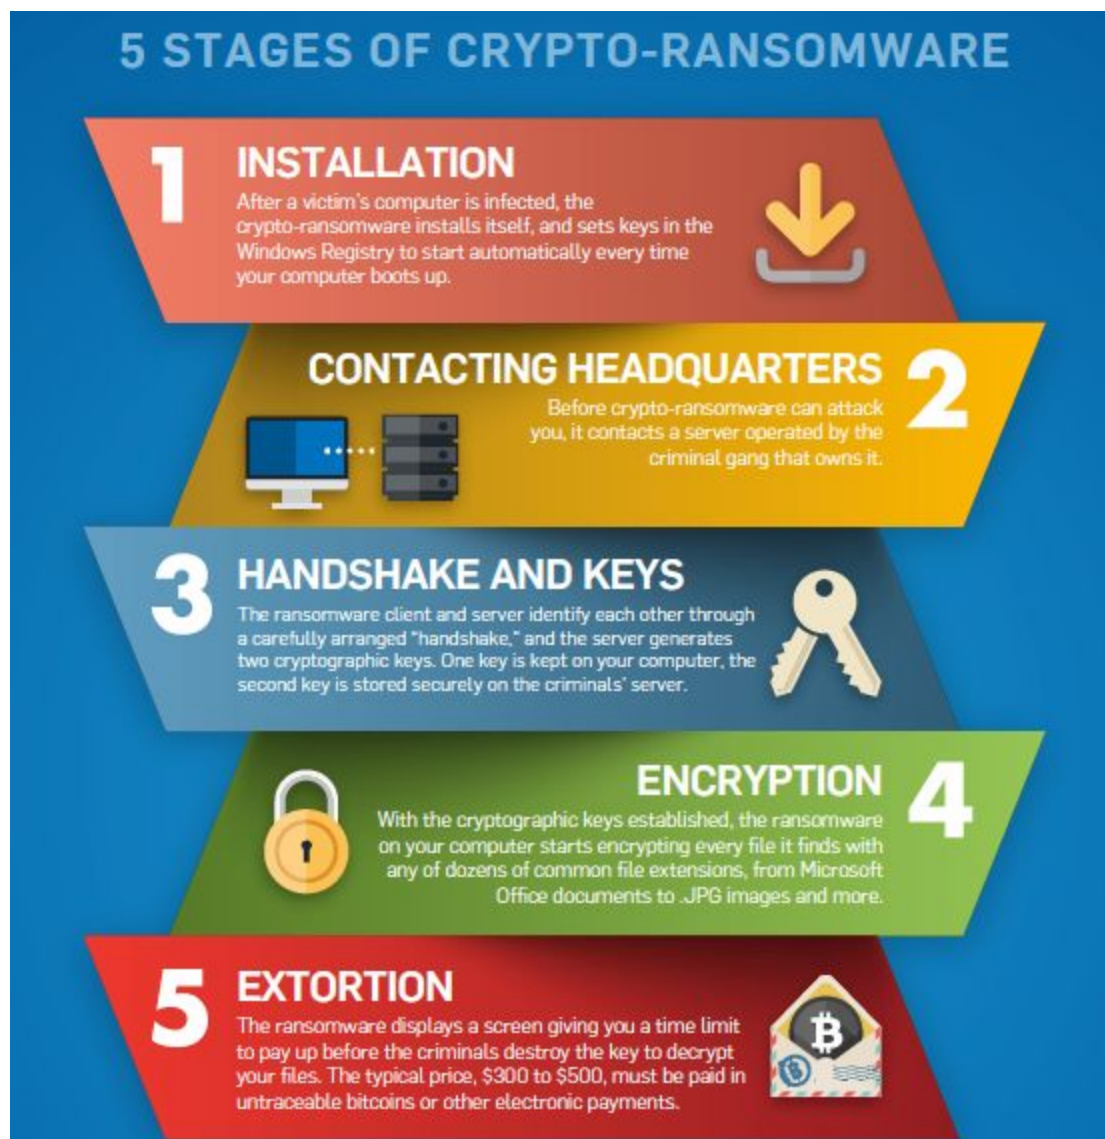 5 STAGES OF CRYPTO-RANSOMWARE
1
INSTALLATION
After a victim's computer is infected, the
crypto-ransomware installs itself, and sets keys in the
Windows Registry to start automatically every time
your computer boots up.
CONTACTING HEADQUARTERS
2
Before crypto-ransomware can attack
you, it contacts a server operated by the
criminal gang that owns it.
3
HANDSHAKE AND KEYS
The ransomware client and server identify each other through
a carefully arranged "handshake," and the server generates
two cryptographic keys. One key is kept on your computer, the
second key is stored securely on the criminals' server.
ENCRYPTION
4
With the cryptographic keys established, the ransomware
on your computer starts encrypting every file it finds with
any of dozens of common file extensions, from Microsoft
Office documents to .JPG images and more.
5
EXTORTION
The ransomware displays a screen giving you a time limit
to pay up before the criminals destroy the key to decrypt
your files. The typical price, $300 to $500, must be paid in
untraceable bitcoins or other electronic payments.